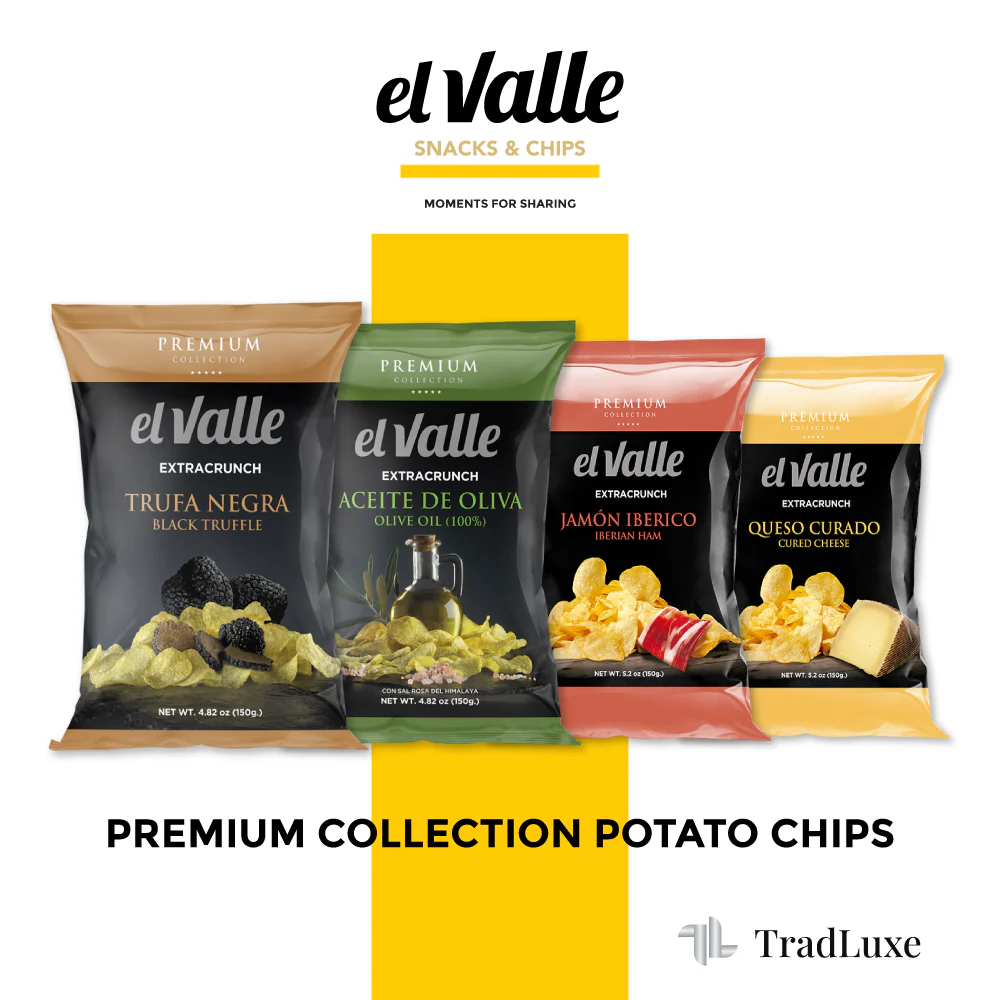 el Valle
SNACKS & CHIPS
MOMENTS FOR SHARING
PREMIUM
COLLECTION
el Valle
EXTRACRUNCH
TRUFA NEGRA
BLACK TRUFFLE
NET WT. 4.82 oz (150g.)
PREMIUM
COLLECTION
el Valle
EXTRACRUNCH
ACEITE DE OLIVA
OLIVE OIL (100%)
CON SAL ROSA DEL HIMALAYA
NET WT. 4.82 oz (150g.)
PREMIUM
COLLECTION
el Valle
EXTRACRUNCH
JAMÓN IBERICO
IBERIAN HAM
NET WT. 5.2 oz (150g.)
PREMIUM
COLLECTION
el Valle
EXTRACRUNCH
QUESO CURADO
CURED CHEESE
NET WT. 5.2 oz (150g.)
PREMIUM COLLECTION POTATO CHIPS
TradLuxe